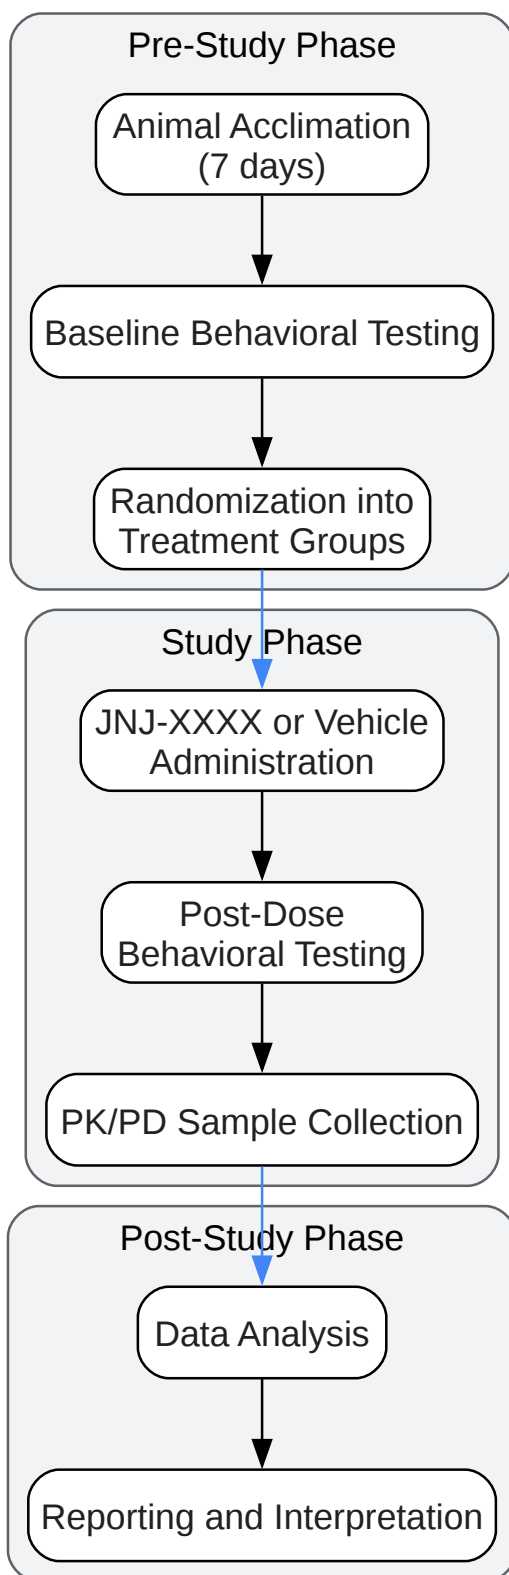 Pre-Study Phase
Animal Acclimation
(7 days)
Baseline Behavioral Testing
Randomization into
Treatment Groups
Study Phase
JNJ-XXXX or Vehicle
Administration
Post-Dose
Behavioral Testing
PK/PD Sample Collection
Post-Study Phase
Data Analysis
Reporting and Interpretation